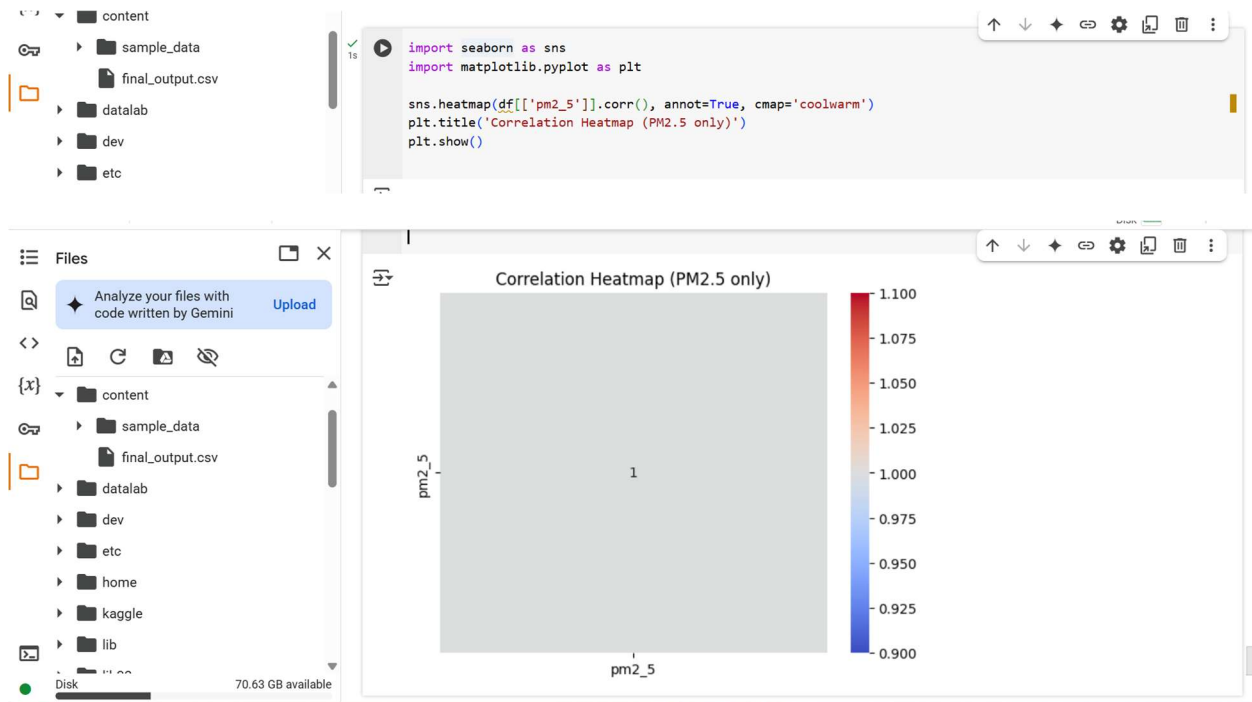 content
sample_data
final_output.csv
datalab
dev
etc
1s
import seaborn as sns
import matplotlib.pyplot as plt
sns.heatmap(df[['pm2_5']].corr(), annot=True, cmap='coolwarm')
plt.title('Correlation Heatmap (PM2.5 only)')
plt.show()
Files
Analyze your files with
code written by Gemini
Upload
{x}
content
sample_data
final_output.csv
datalab
dev
etc
home
kaggle
lib
Disk
70.63 GB available
Correlation Heatmap (PM2.5 only)
pm2_5
1
pm2_5
1.100
1.075
1.050
1.025
1.000
0.975
0.950
0.925
0.900